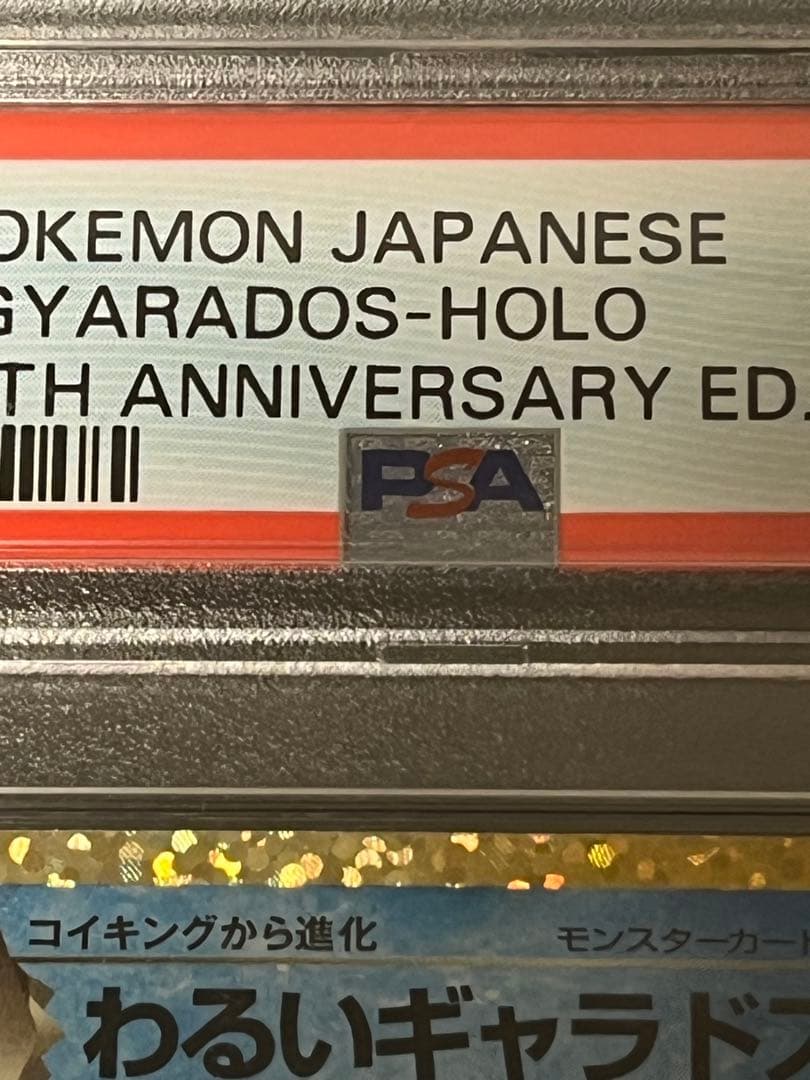 OKEMON JAPANESE
GYARADOS-HOLO
TH ANNIVERSARY ED.
PSA
コイキングから進化
モンスターカード
わるいギャラドス